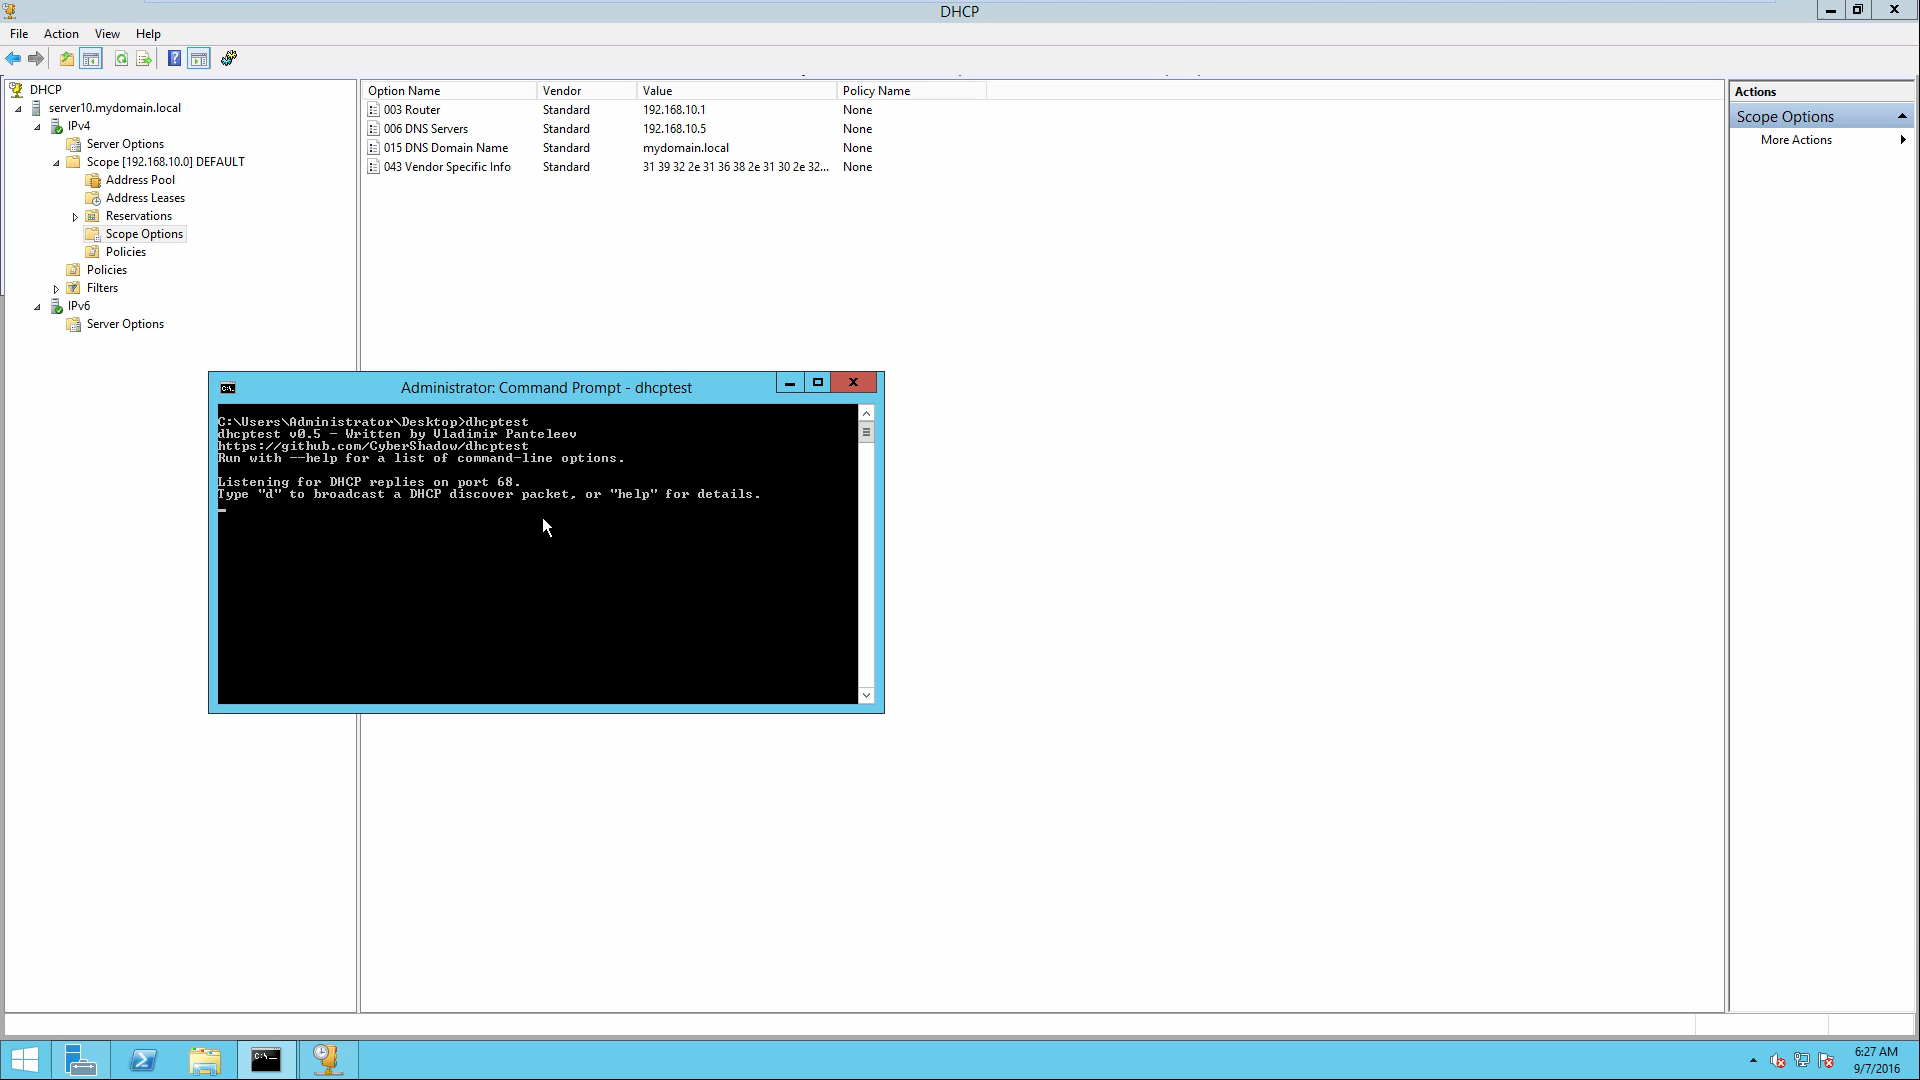 DHCP
File Action View Help
DHCP
server10.mydomain.local
IPv4
Server Options
Scope [192.168.10.0] DEFAULT
Address Pool
Address Leases
Reservations
Scope Options
Policies
Policies
Filters
IPv6
Server Options
Option Name Vendor Value Policy Name
003 Router Standard 192.168.10.1 None
006 DNS Servers Standard 192.168.10.5 None
015 DNS Domain Name Standard mydomain.local None
043 Vendor Specific Info Standard 31 39 32 2e 31 36 38 2e 31 30 2e 32... None
Actions
Scope Options
More Actions
Administrator: Command Prompt - dhcptest
C:\Users\Administrator\Desktop>dhcptest
dhcptest v0.5 - Written by Vladimir Panteleev
https://github.com/CyberShadow/dhcptest
Run with --help for a list of command-line options.
Listening for DHCP replies on port 68.
Type "d" to broadcast a DHCP discover packet, or "help" for details.
6:27 AM
9/7/2016